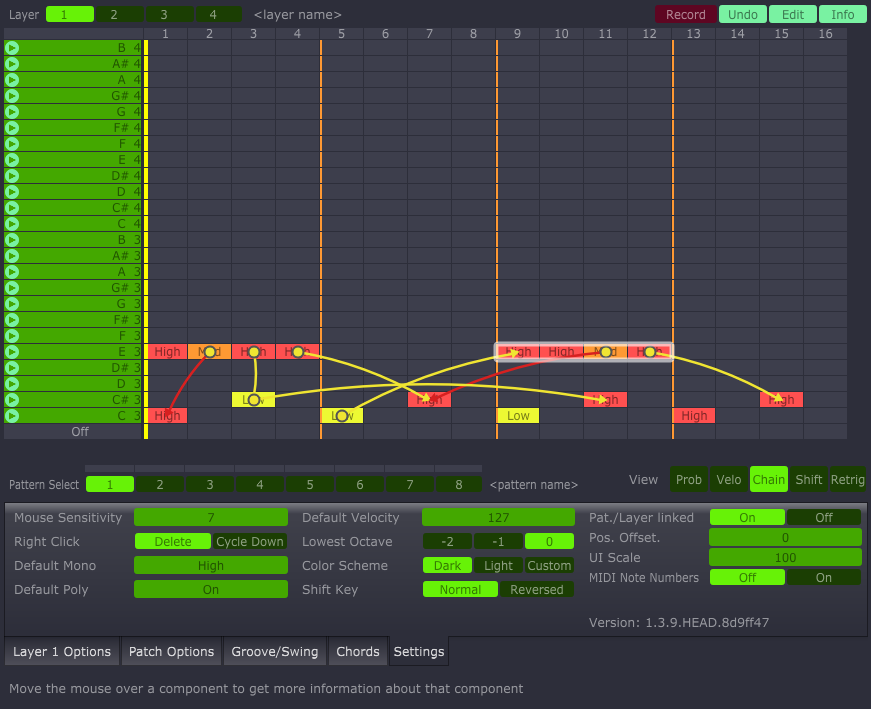 Layer 1 2 3 4 <layer name> Record Undo Edit Info
1 2 3 4 5 6 7 8 9 10 11 12 13 14 15 16
B 4
A# 4
A 4
G# 4
G 4
F# 4
F 4
E 4
D# 4
D 4
C# 4
C 4
B 3
A# 3
A 3
G# 3
G 3
F# 3
F 3
E 3 High Mid High High High High Mid High
D# 3
D 3
C# 3 Low High High High
C 3 High Low Low High
Off
Pattern Select 1 2 3 4 5 6 7 8 <pattern name> View Prob Velo Chain Shift Retrig
Mouse Sensitivity 7 Default Velocity 127 Pat./Layer linked On Off
Right Click Delete Cycle Down Lowest Octave -2 -1 0 Pos. Offset. 0
Default Mono High Color Scheme Dark Light Custom UI Scale 100
Default Poly On Shift Key Normal Reversed MIDI Note Numbers Off On
Version: 1.3.9.HEAD.8d9ff47
Layer 1 Options Patch Options Groove/Swing Chords Settings
Move the mouse over a component to get more information about that component